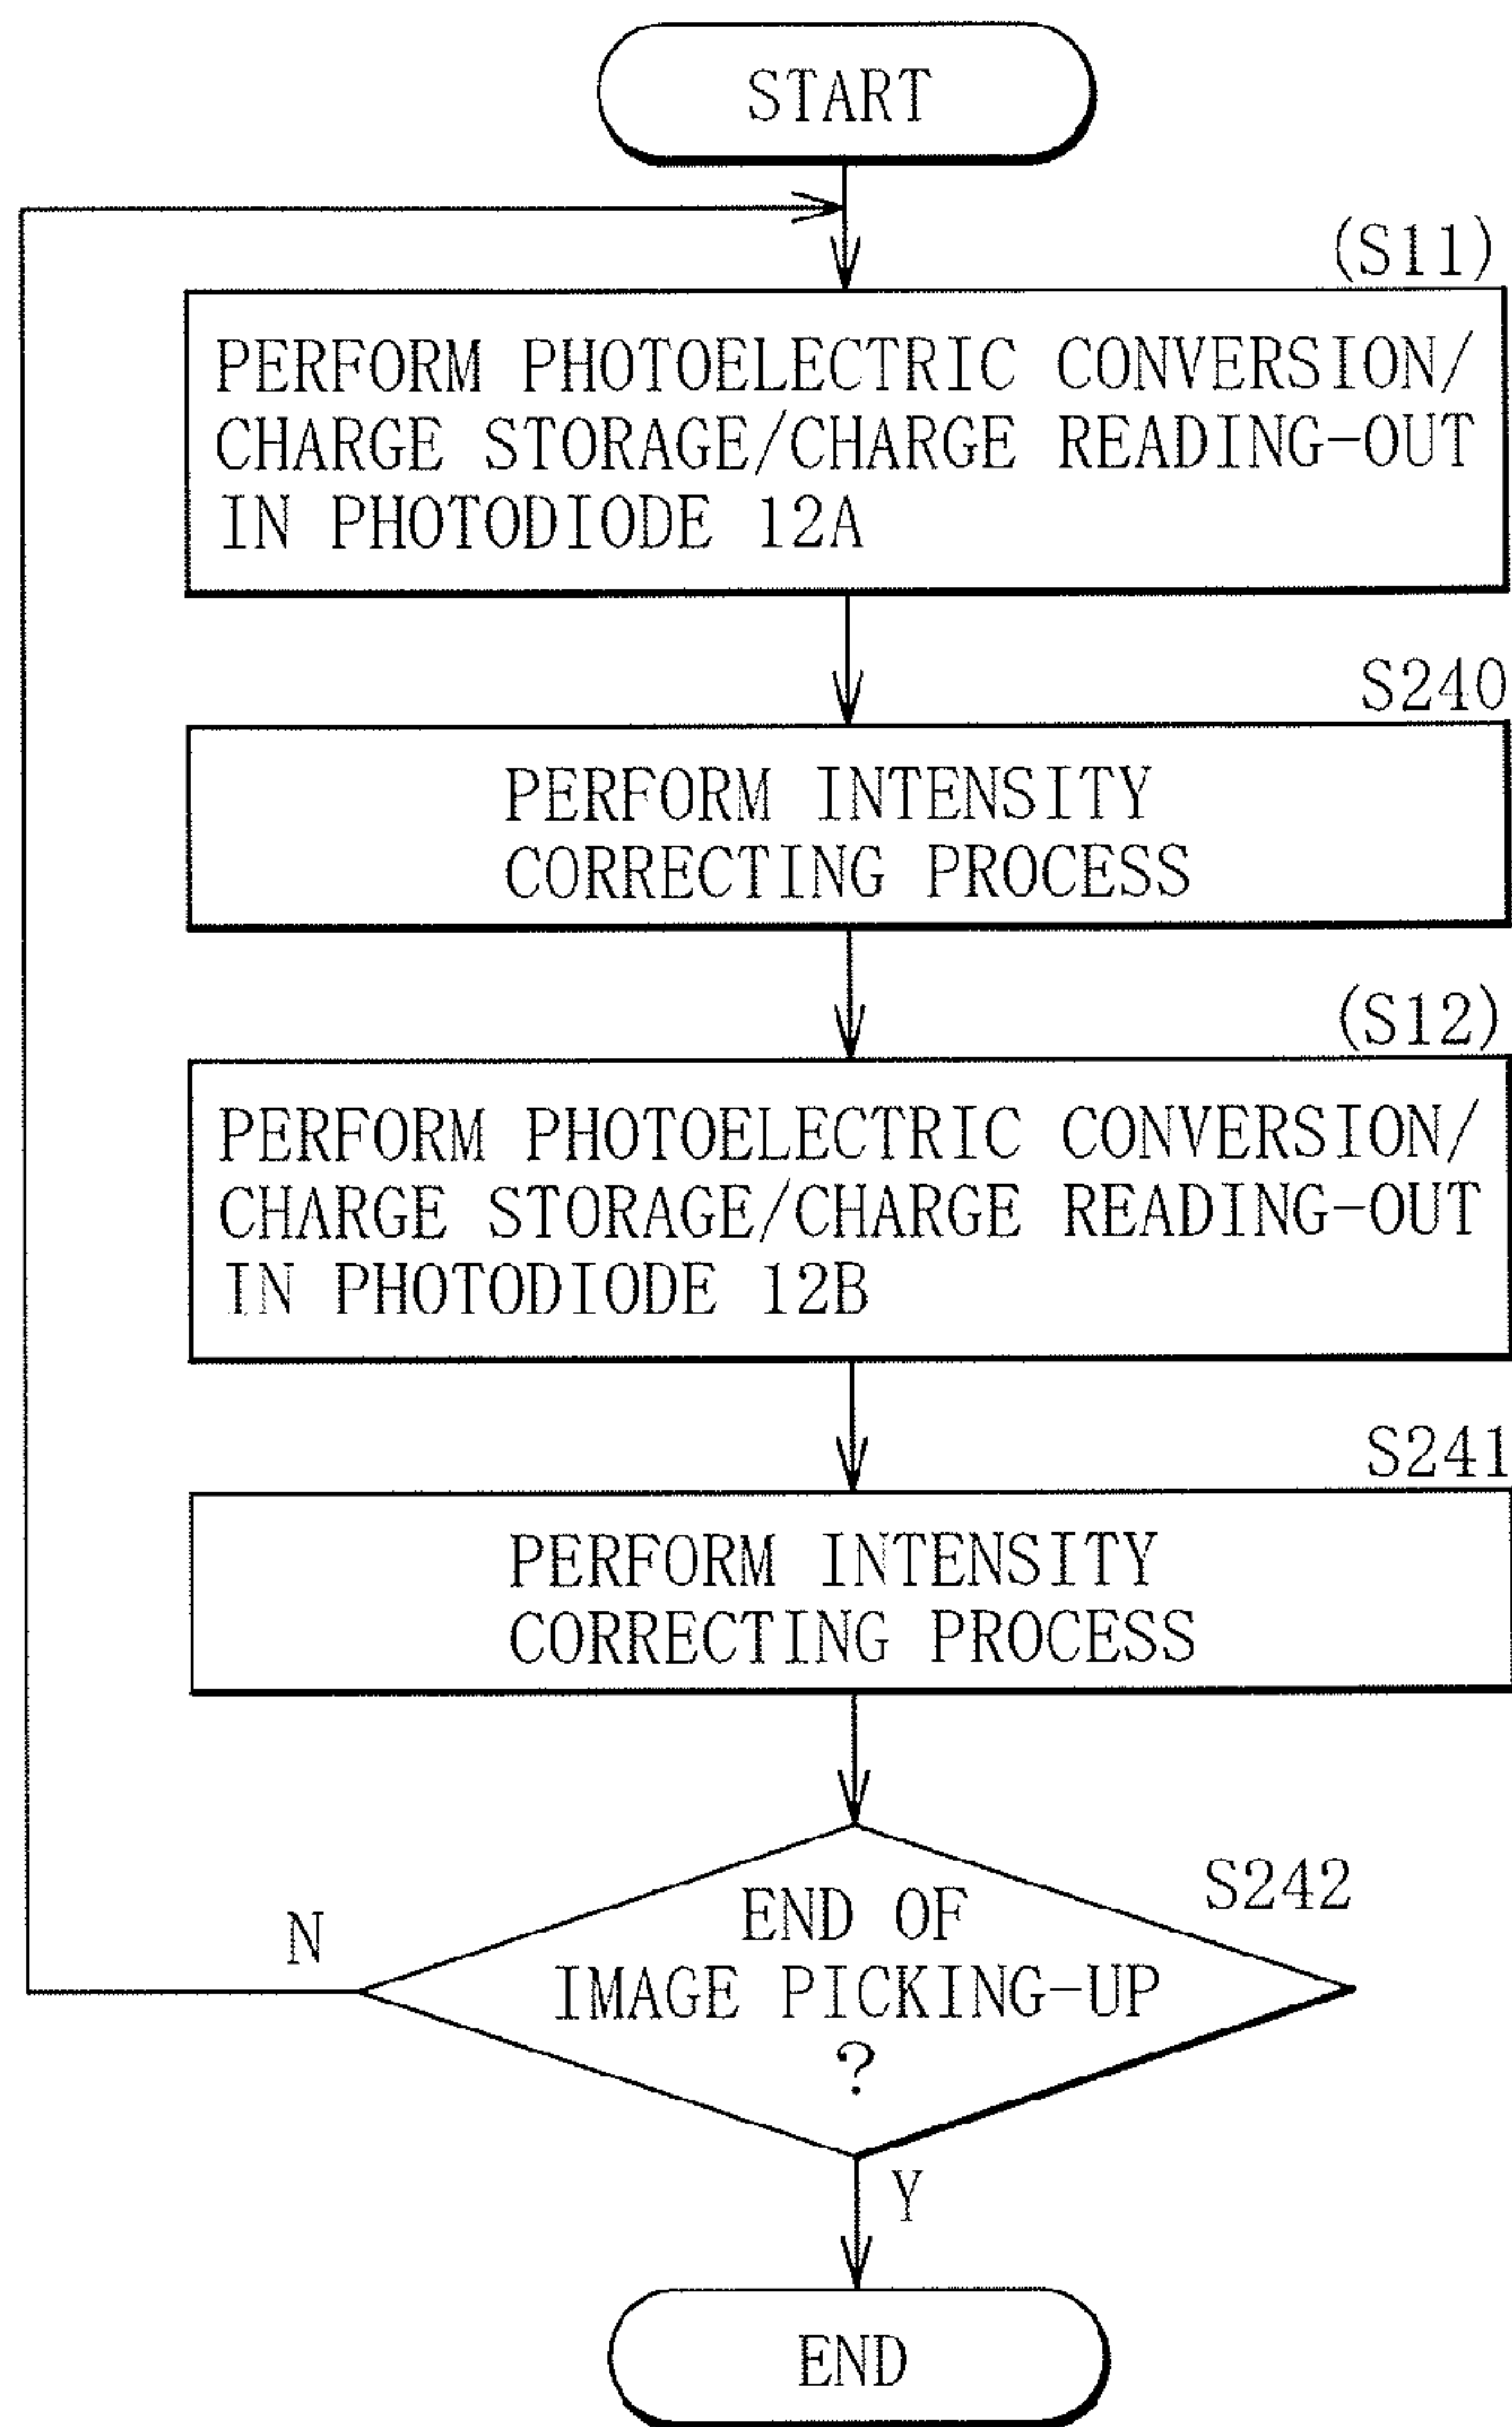 START
(S11)
PERFORM PHOTOELECTRIC CONVERSION/
CHARGE STORAGE/CHARGE READING-OUT
IN PHOTODIODE 12A
S240
PERFORM INTENSITY
CORRECTING PROCESS
(S12)
PERFORM PHOTOELECTRIC CONVERSION/
CHARGE STORAGE/CHARGE READING-OUT
IN PHOTODIODE 12B
S241
PERFORM INTENSITY
CORRECTING PROCESS
S242
END OF
N
IMAGE PICKING-UP
?
Y
END